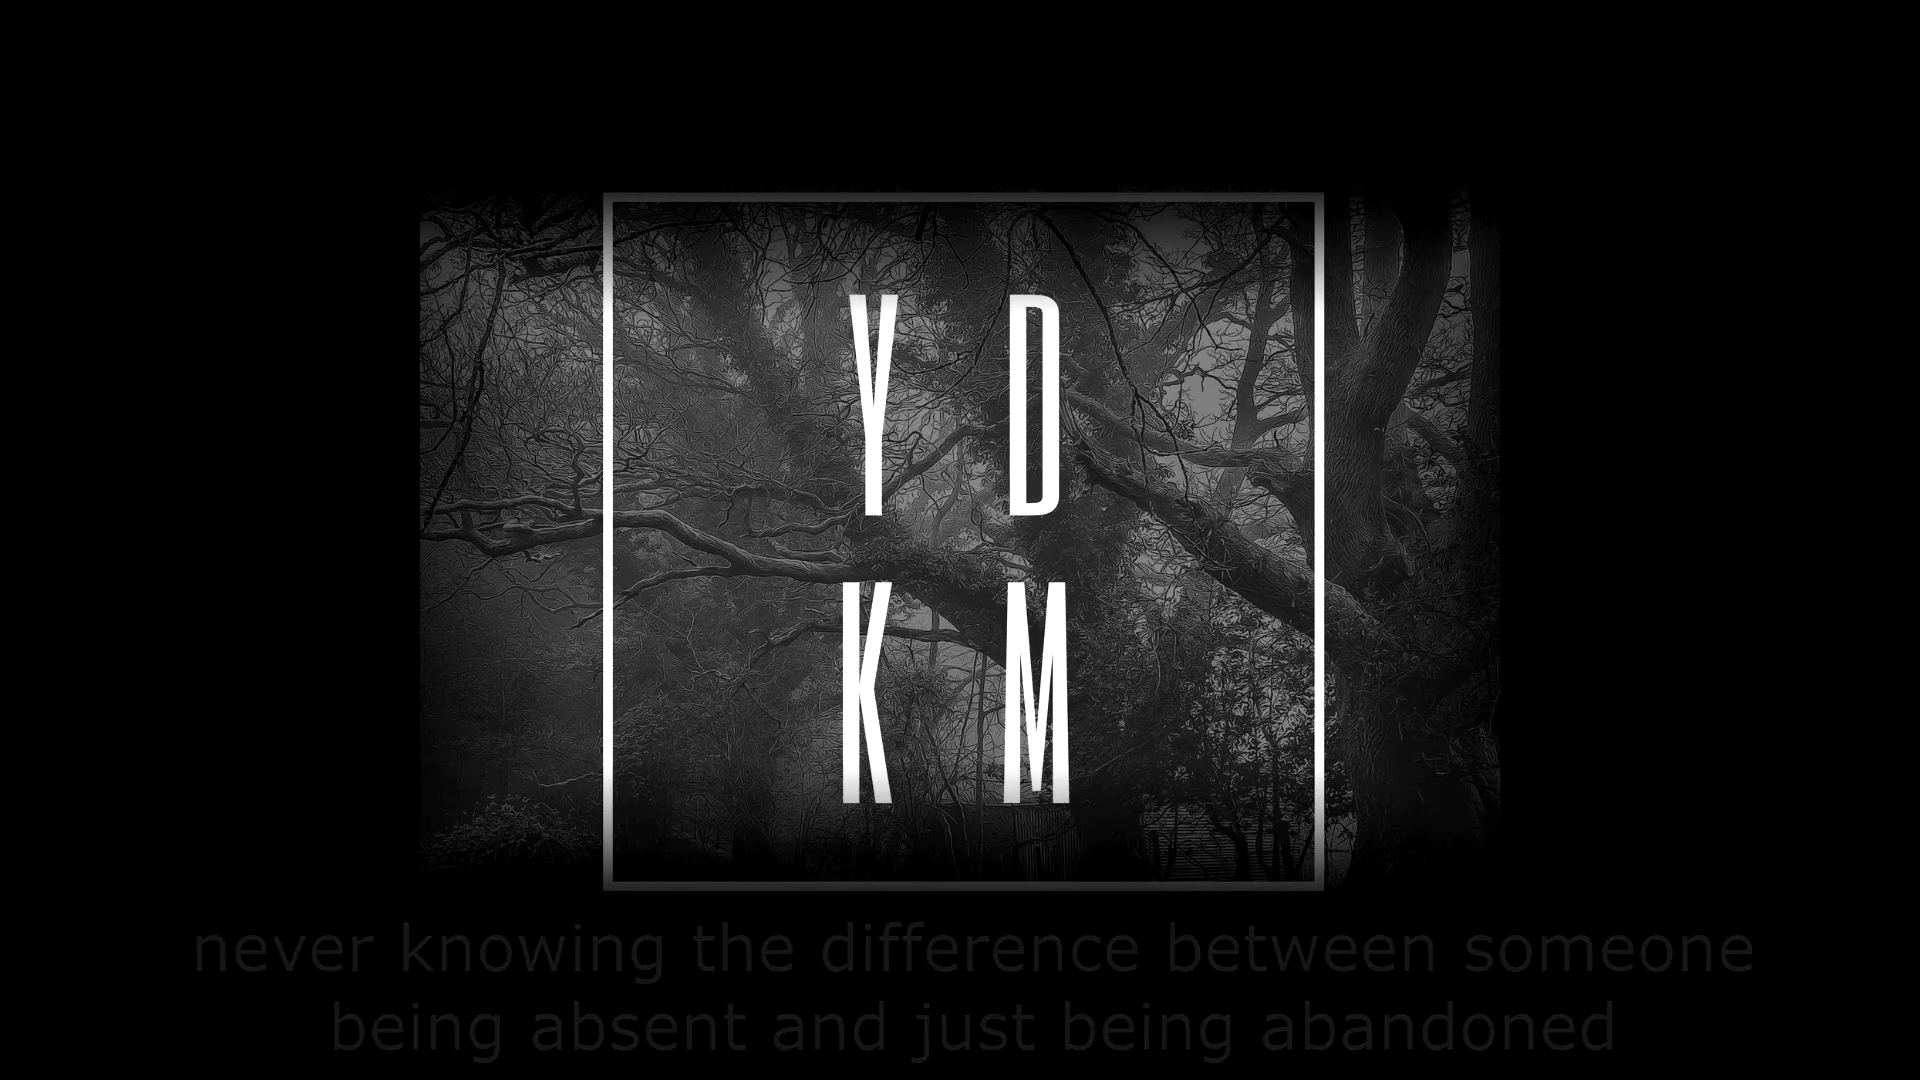 Y D
K M
never knowing the difference between someone
being absent and just being abandoned